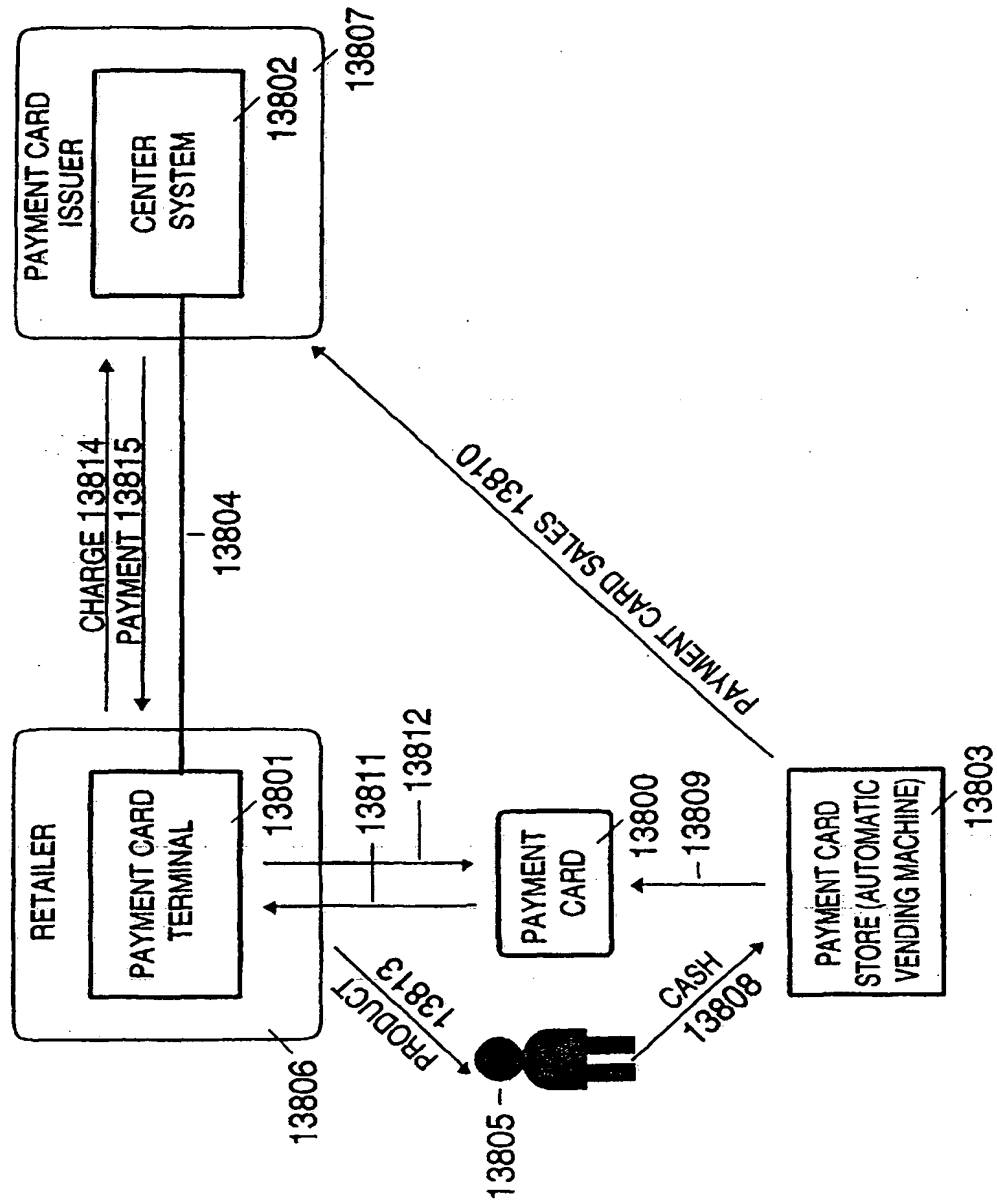 PAYMENT CARD
ISSUER
CENTER
SYSTEM
13802
13807
CHARGE 13814
PAYMENT 13815
13804
RETAILER
PAYMENT CARD
TERMINAL
13801
13806
13811
13812
PRODUCT
13813
13805
PAYMENT
CARD
13800
13809
CASH
13808
PAYMENT CARD SALES 13810
PAYMENT CARD
STORE (AUTOMATIC
VENDING MACHINE)
13803